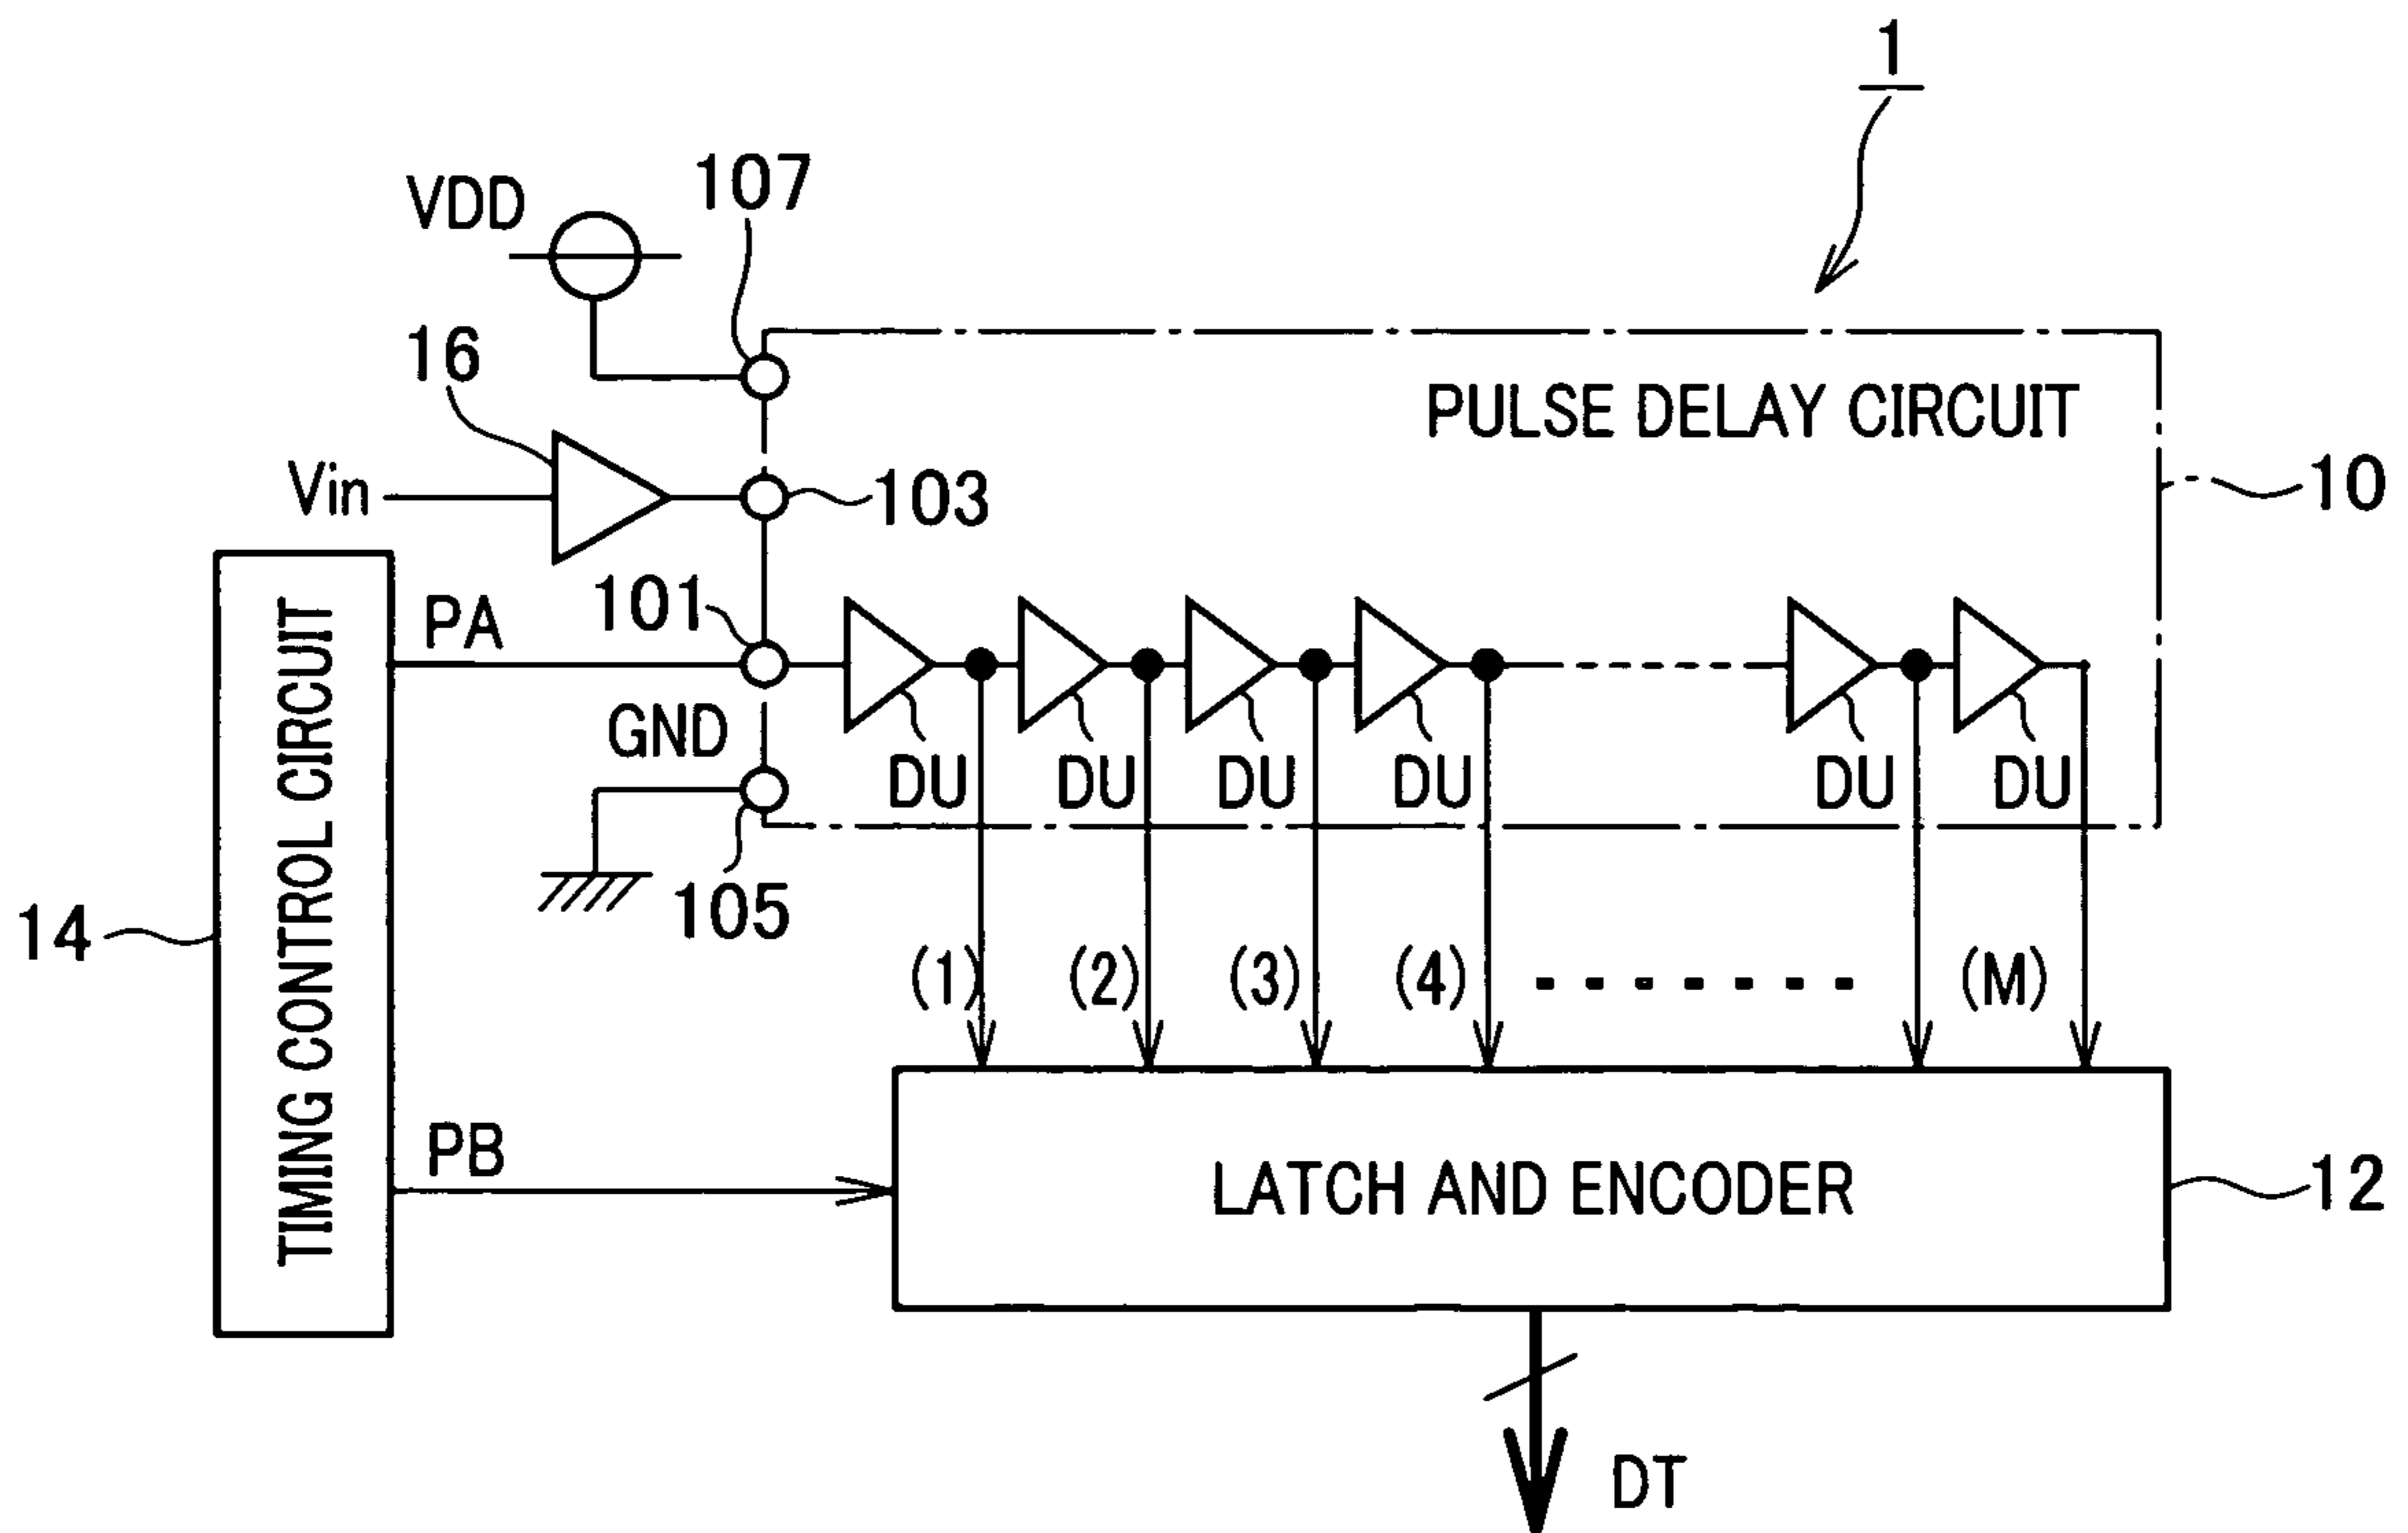 1
107
VDD
16
PULSE DELAY CIRCUIT
Vin
103
10
101
PA
TIMING CONTROL CIRCUIT
GND
DU DU DU DU DU DU
105
14
(1) (2) (3) (4) (M)
PB
LATCH AND ENCODER
12
DT